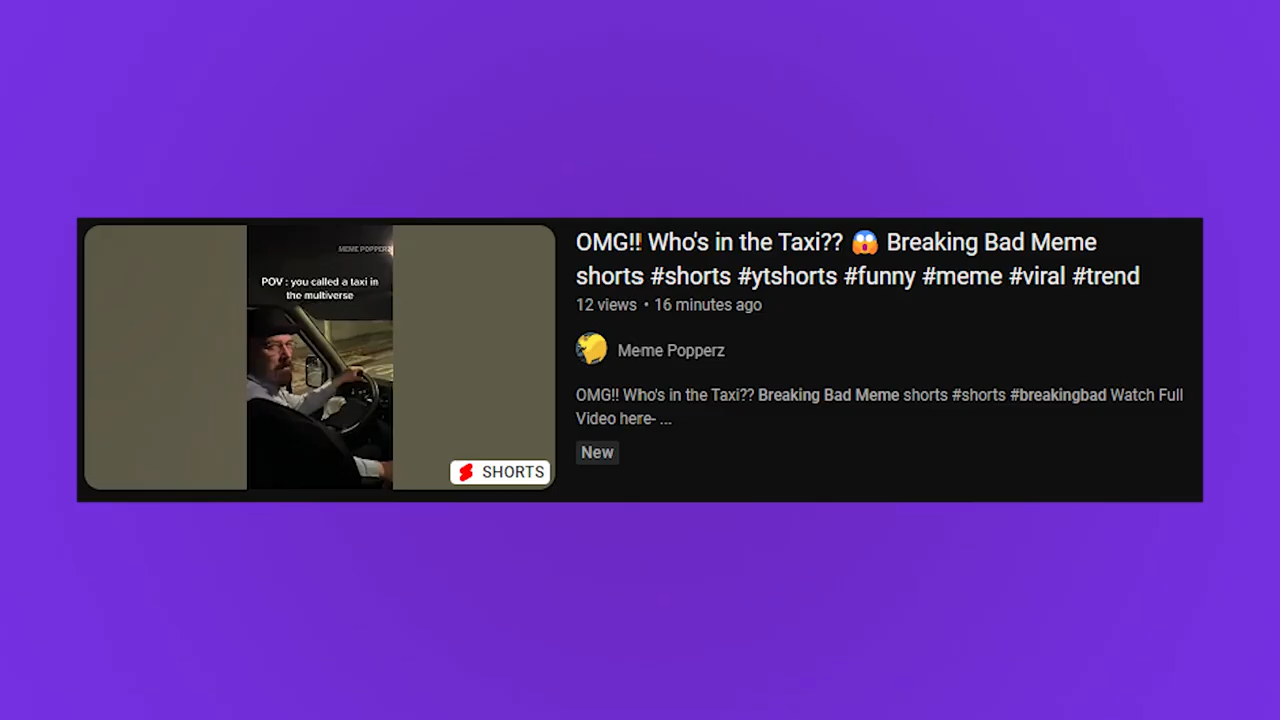 MEME POPPERZ
POV : you called a taxi in
the multiverse
SHORTS
OMG!! Who's in the Taxi?? 😱 Breaking Bad Meme
shorts #shorts #ytshorts #funny #meme #viral #trend
12 views • 16 minutes ago
Meme Popperz
OMG!! Who's in the Taxi?? Breaking Bad Meme shorts #shorts #breakingbad Watch Full
Video here- ...
New